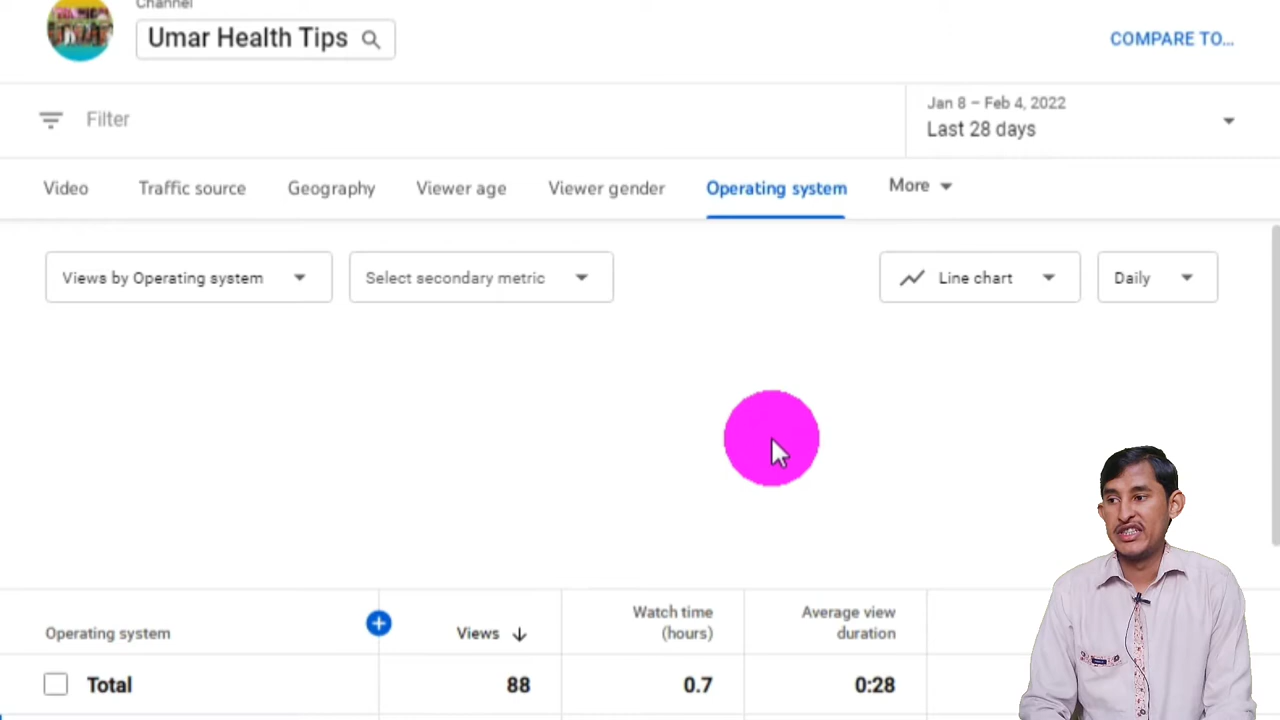 Channel
Umar Health Tips
COMPARE TO...
Filter
Jan 8 – Feb 4, 2022
Last 28 days
Video
Traffic source
Geography
Viewer age
Viewer gender
Operating system
More
Views by Operating system
Select secondary metric
Line chart
Daily
Operating system
Views
Watch time
(hours)
Average view
duration
Total
88
0.7
0:28